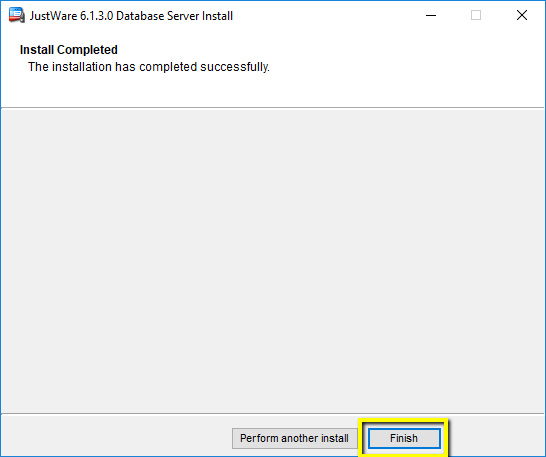 JustWare 6.1.3.0 Database Server Install
Install Completed
The installation has completed successfully.
Perform another install
Finish